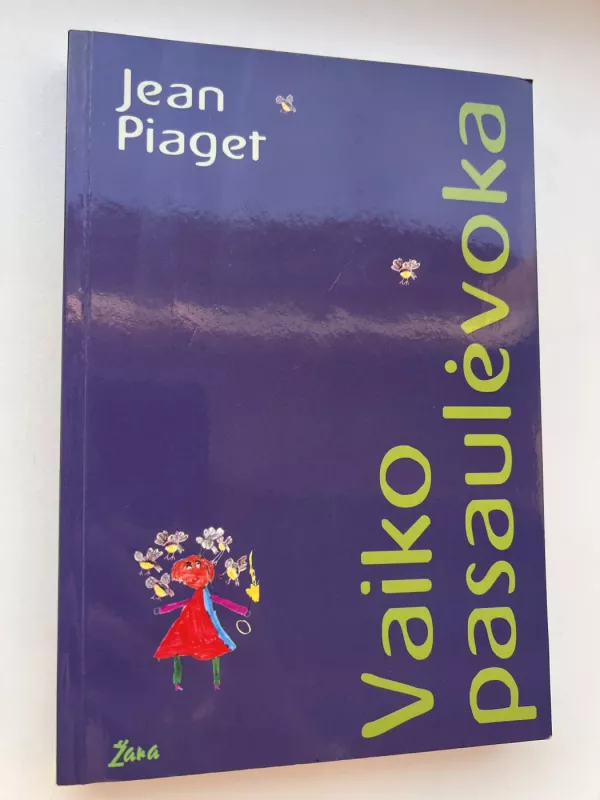 Jean
Piaget
Vaiko
pasaulėvoka
Žara